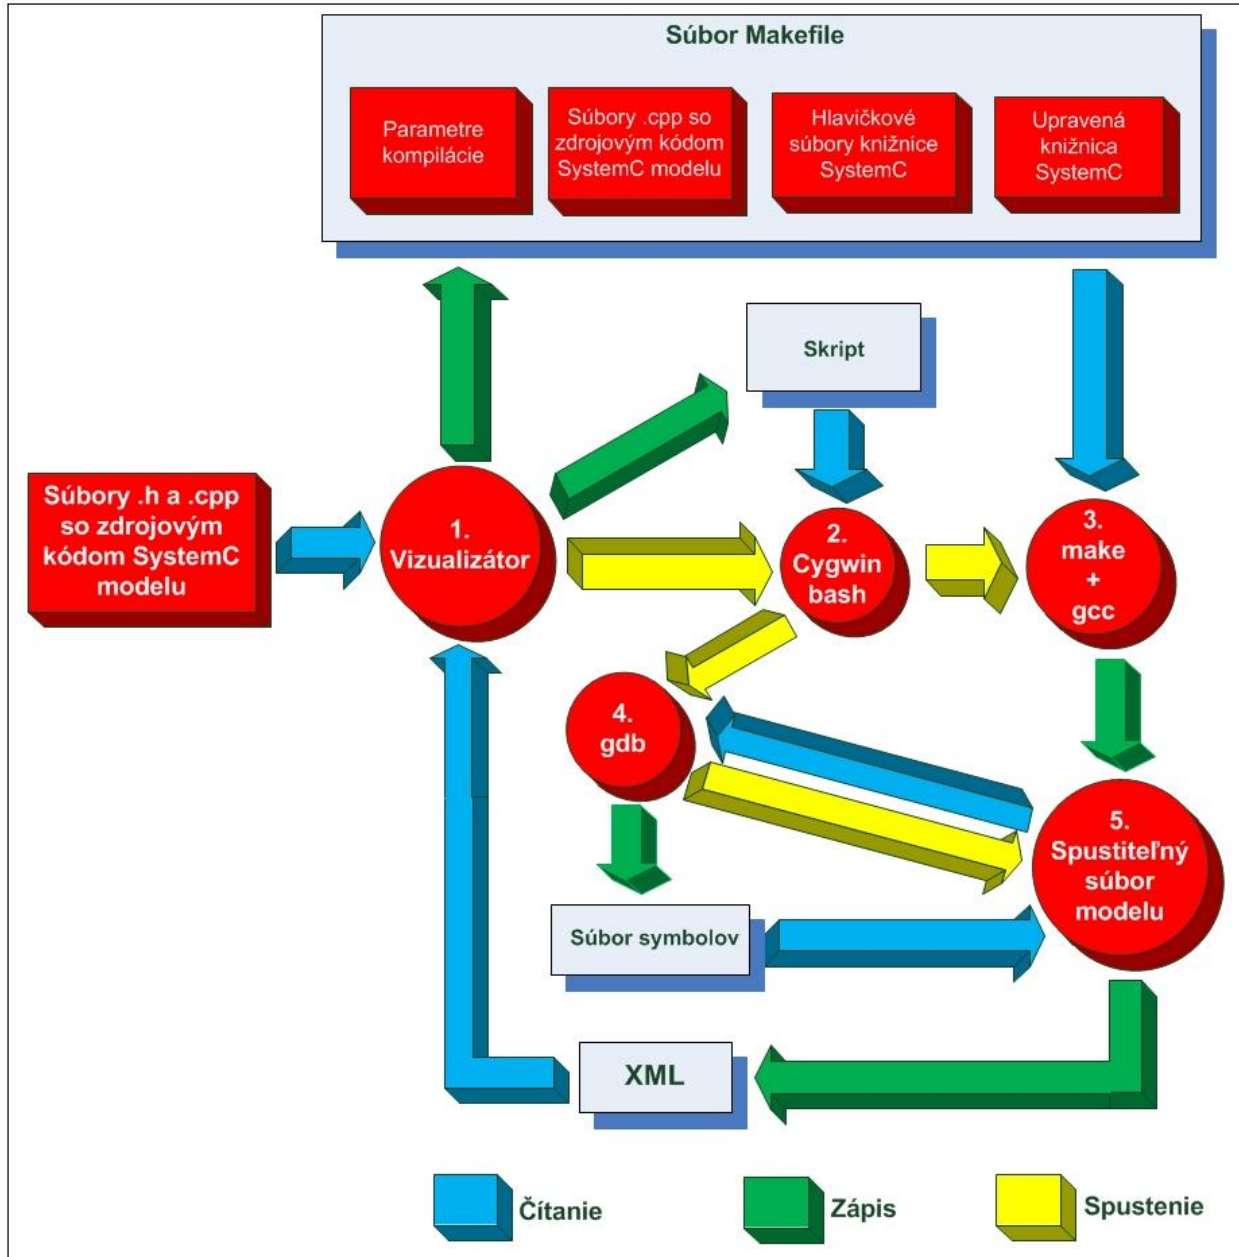 Súbor Makefile
Parametre
kompilácie
Súbory .cpp so
zdrojovým kódom
SystemC modelu
Hlavičkové
súbory knižnice
SystemC
Upravená
knižnica
SystemC
Skript
Súbory .h a .cpp
so zdrojovým
kódom SystemC
modelu
1.
Vizualizátor
2.
Cygwin
bash
3.
make
+
gcc
4.
gdb
5.
Spustiteľný
súbor
modelu
Súbor symbolov
XML
Čítanie
Zápis
Spustenie